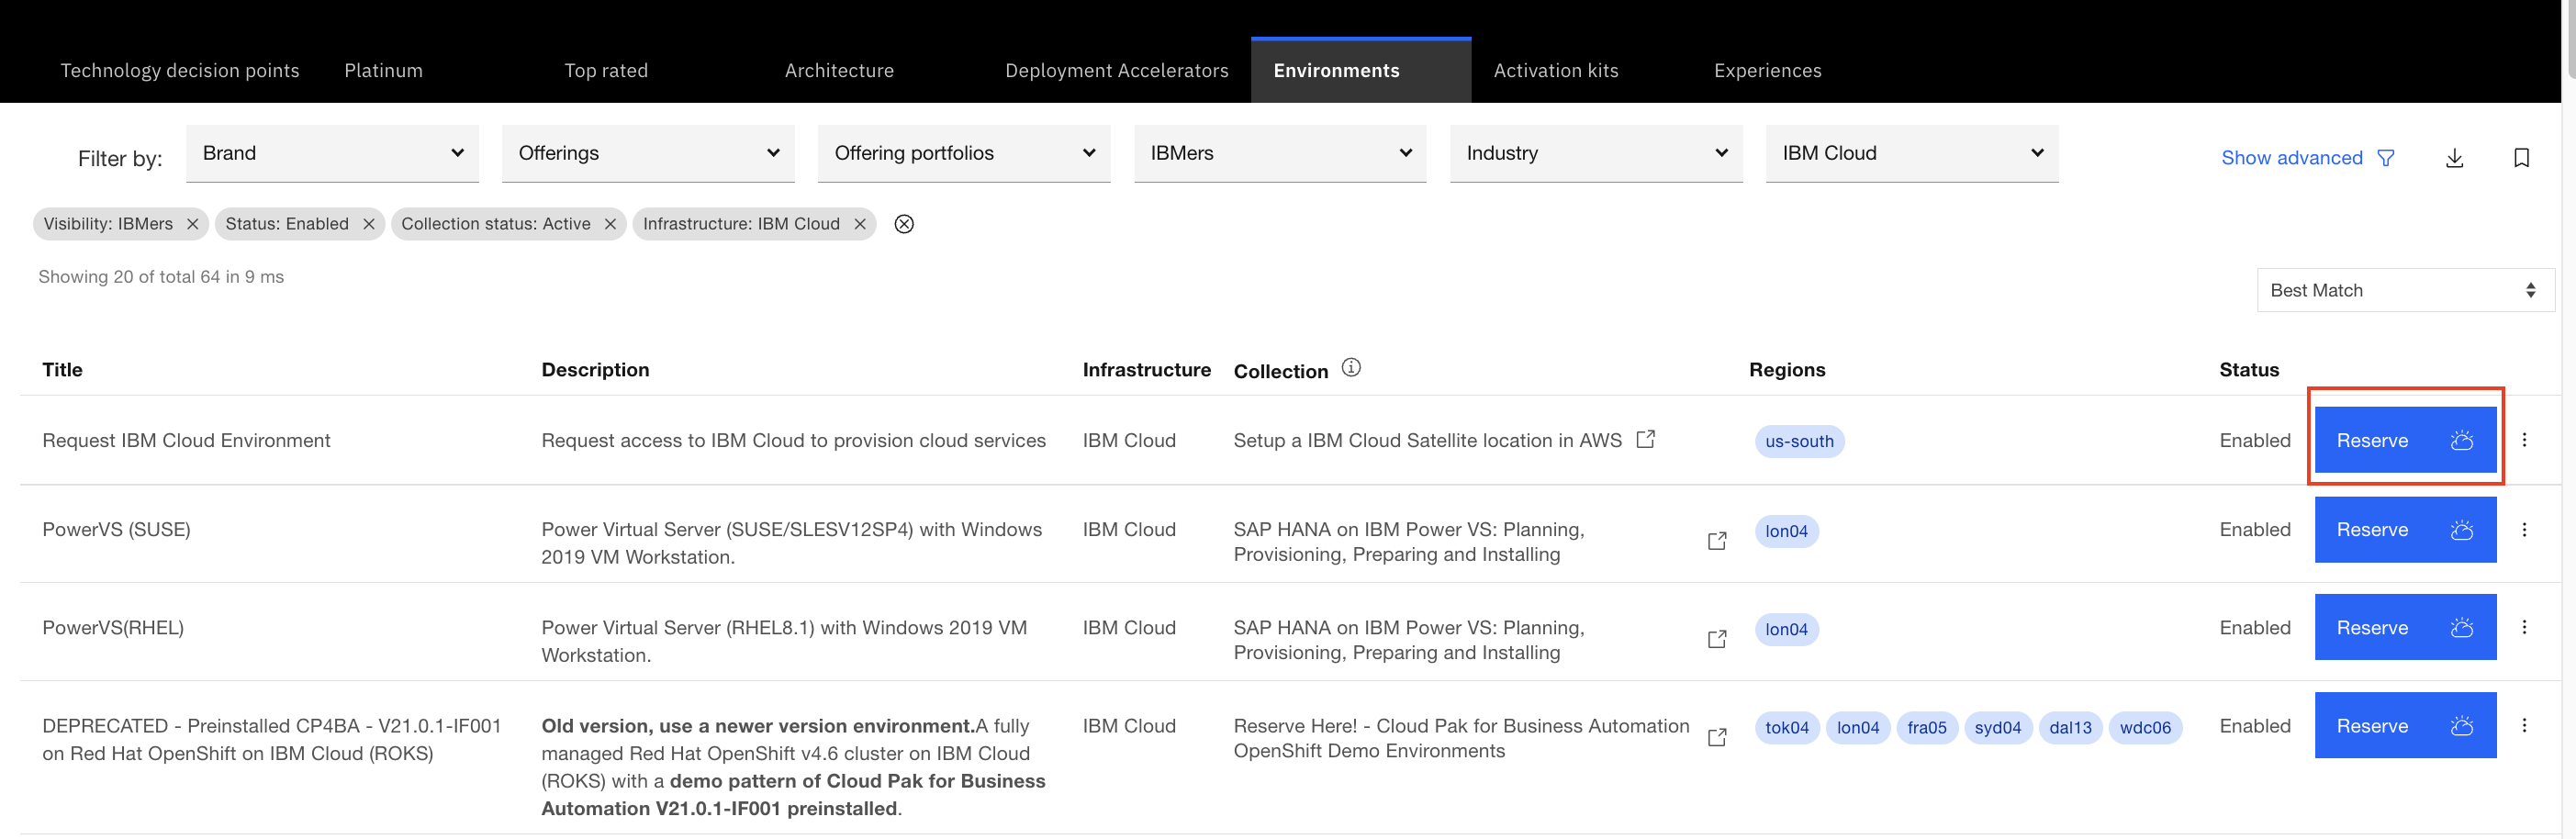 Technology decision points Platinum Top rated Architecture Deployment Accelerators Environments Activation kits Experiences
Filter by: Brand Offerings Offering portfolios IBMers Industry IBM Cloud Show advanced
Visibility: IBMers Status: Enabled Collection status: Active Infrastructure: IBM Cloud
Showing 20 of total 64 in 9 ms
Best Match
Title Description Infrastructure Collection Regions Status
Request IBM Cloud Environment Request access to IBM Cloud to provision cloud services IBM Cloud Setup a IBM Cloud Satellite location in AWS us-south Enabled Reserve
PowerVS (SUSE) Power Virtual Server (SUSE/SLESV12SP4) with Windows IBM Cloud SAP HANA on IBM Power VS: Planning, lon04 Enabled Reserve
2019 VM Workstation. Provisioning, Preparing and Installing
PowerVS(RHEL) Power Virtual Server (RHEL8.1) with Windows 2019 VM IBM Cloud SAP HANA on IBM Power VS: Planning, lon04 Enabled Reserve
Workstation. Provisioning, Preparing and Installing
DEPRECATED - Preinstalled CP4BA - V21.0.1-IF001 Old version, use a newer version environment.A fully IBM Cloud Reserve Here! - Cloud Pak for Business Automation tok04 lon04 fra05 syd04 dal13 wdc06 Enabled Reserve
on Red Hat OpenShift on IBM Cloud (ROKS) managed Red Hat OpenShift v4.6 cluster on IBM Cloud OpenShift Demo Environments
(ROKS) with a demo pattern of Cloud Pak for Business
Automation V21.0.1-IF001 preinstalled.